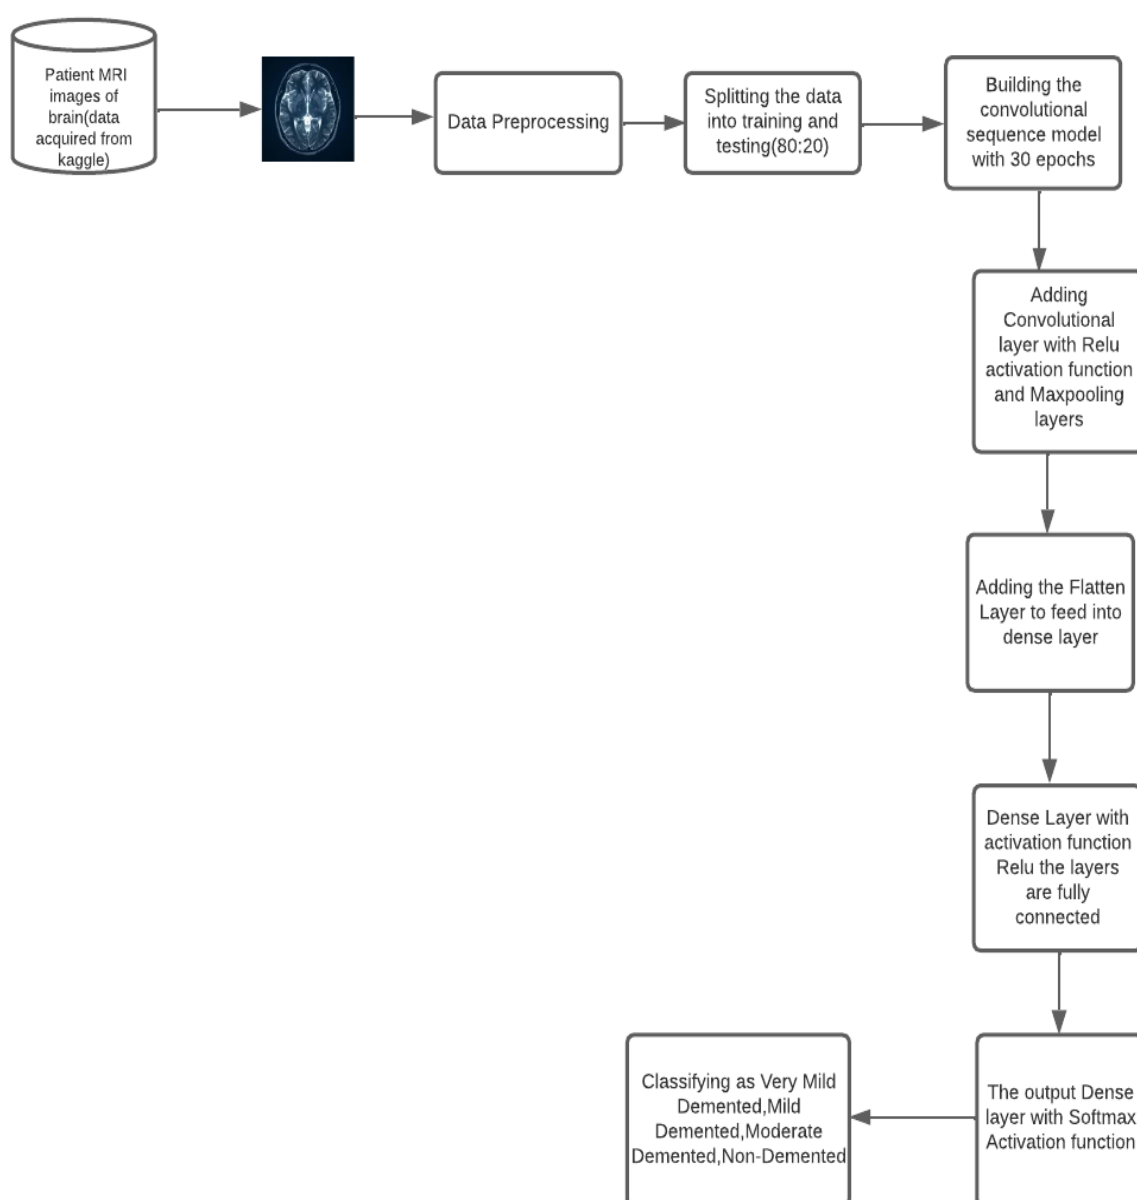 Patient MRI
images of
brain(data
acquired from
kaggle)
Data Preprocessing
Splitting the data
into training and
testing(80:20)
Building the
convolutional
sequence model
with 30 epochs
Adding
Convolutional
layer with Relu
activation function
and Maxpooling
layers
Adding the Flatten
Layer to feed into
dense layer
Dense Layer with
activation function
Relu the layers
are fully
connected
The output Dense
layer with Softmax
Activation function
Classifying as Very Mild
Demented,Mild
Demented,Moderate
Demented,Non-Demented